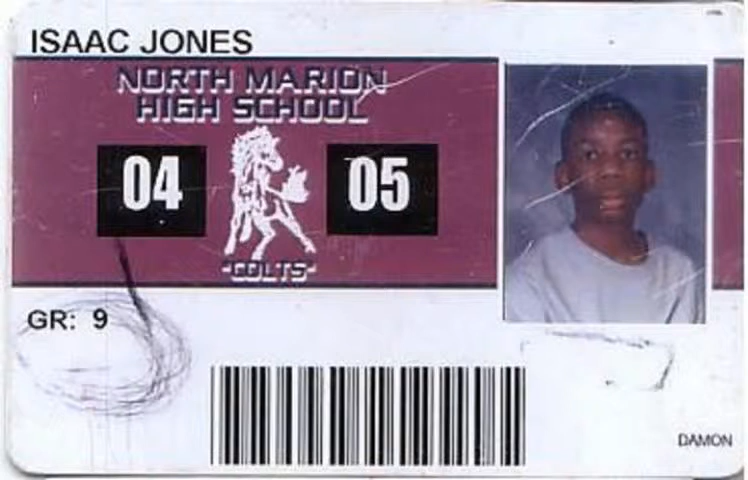 ISAAC JONES
NORTH MARION
HIGH SCHOOL
04 05
"COLTS"
GR: 9
DAMON